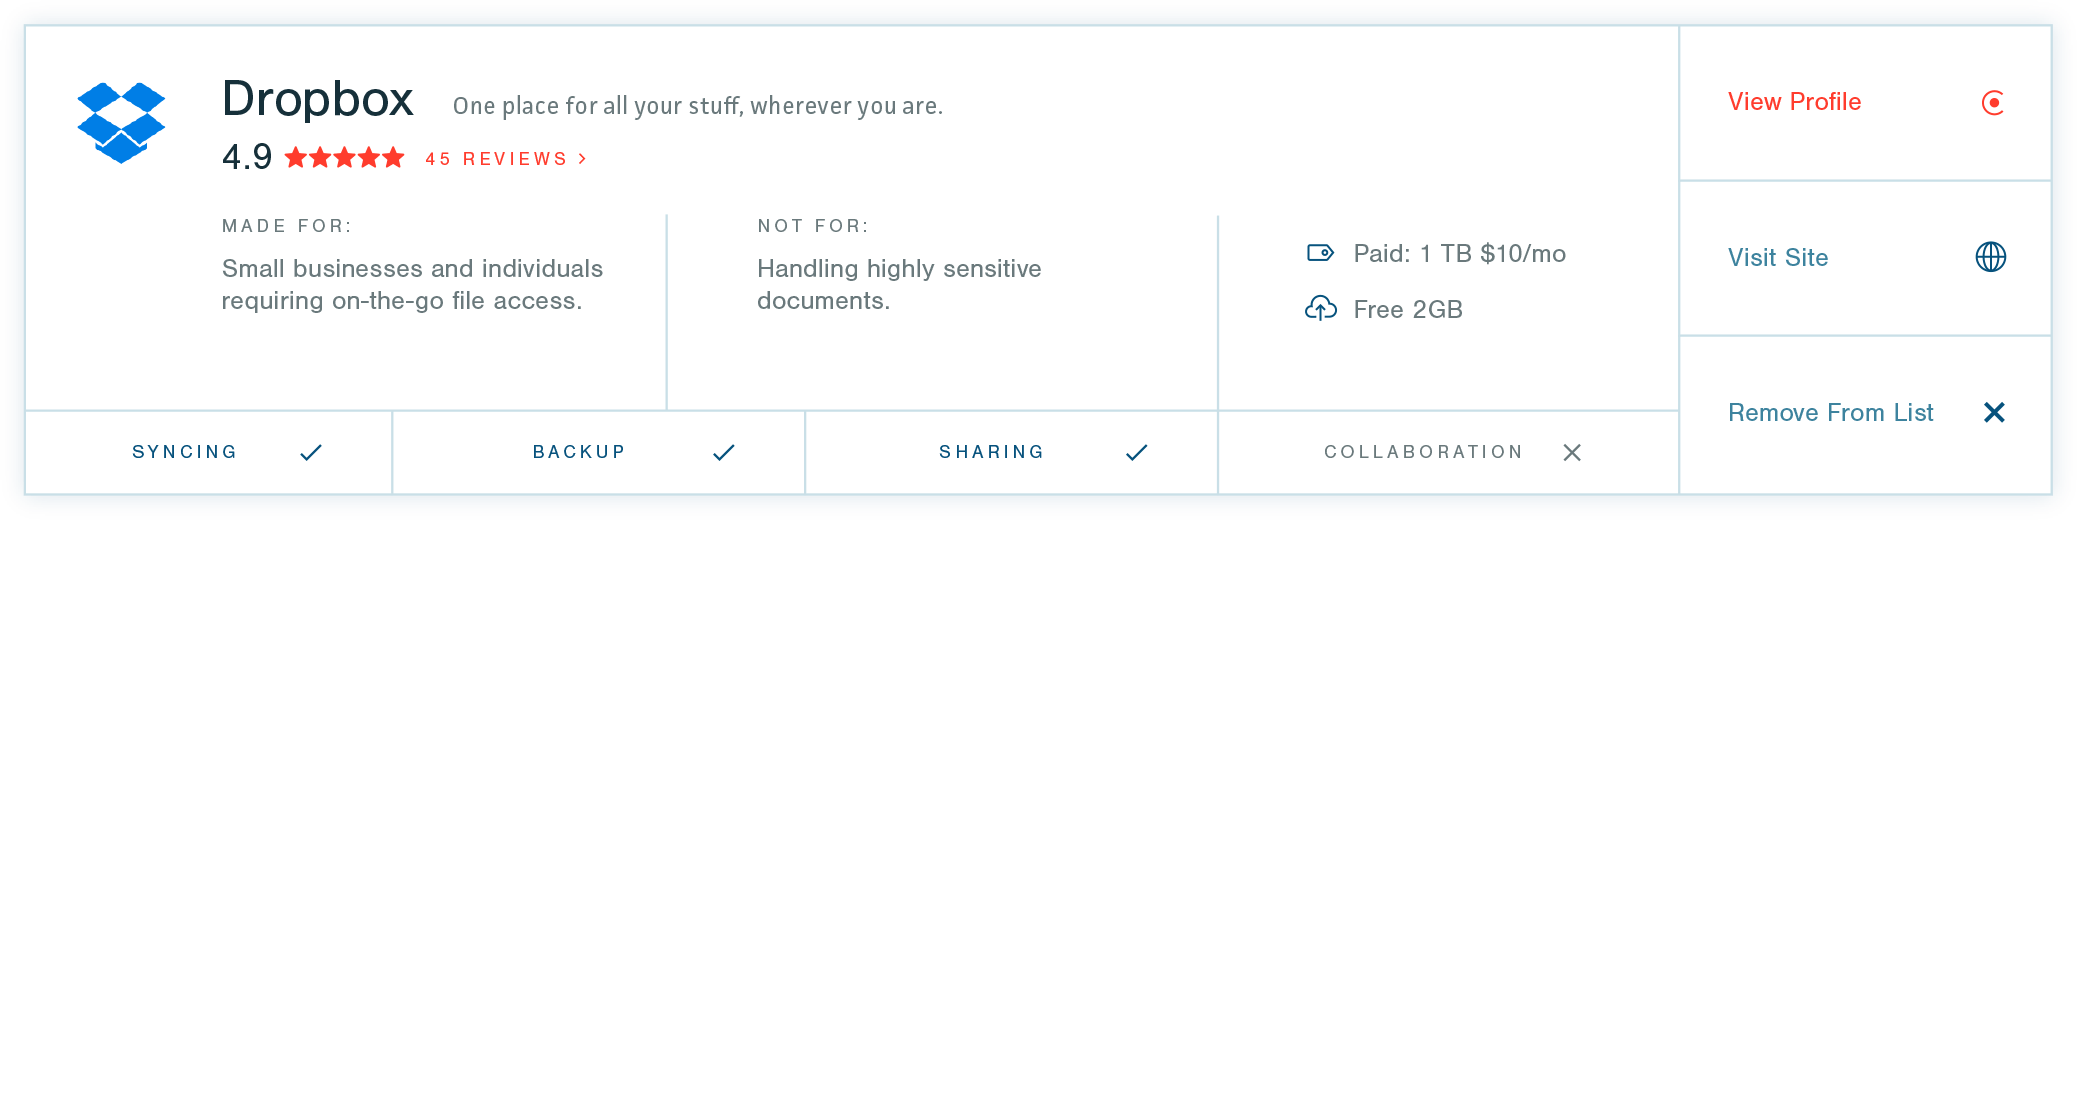 Dropbox One place for all your stuff, wherever you are.
4.9 45 REVIEWS >
MADE FOR:
Small businesses and individuals
requiring on-the-go file access.
NOT FOR:
Handling highly sensitive
documents.
Paid: 1 TB $10/mo
Free 2GB
SYNCING
BACKUP
SHARING
COLLABORATION
View Profile
Visit Site
Remove From List